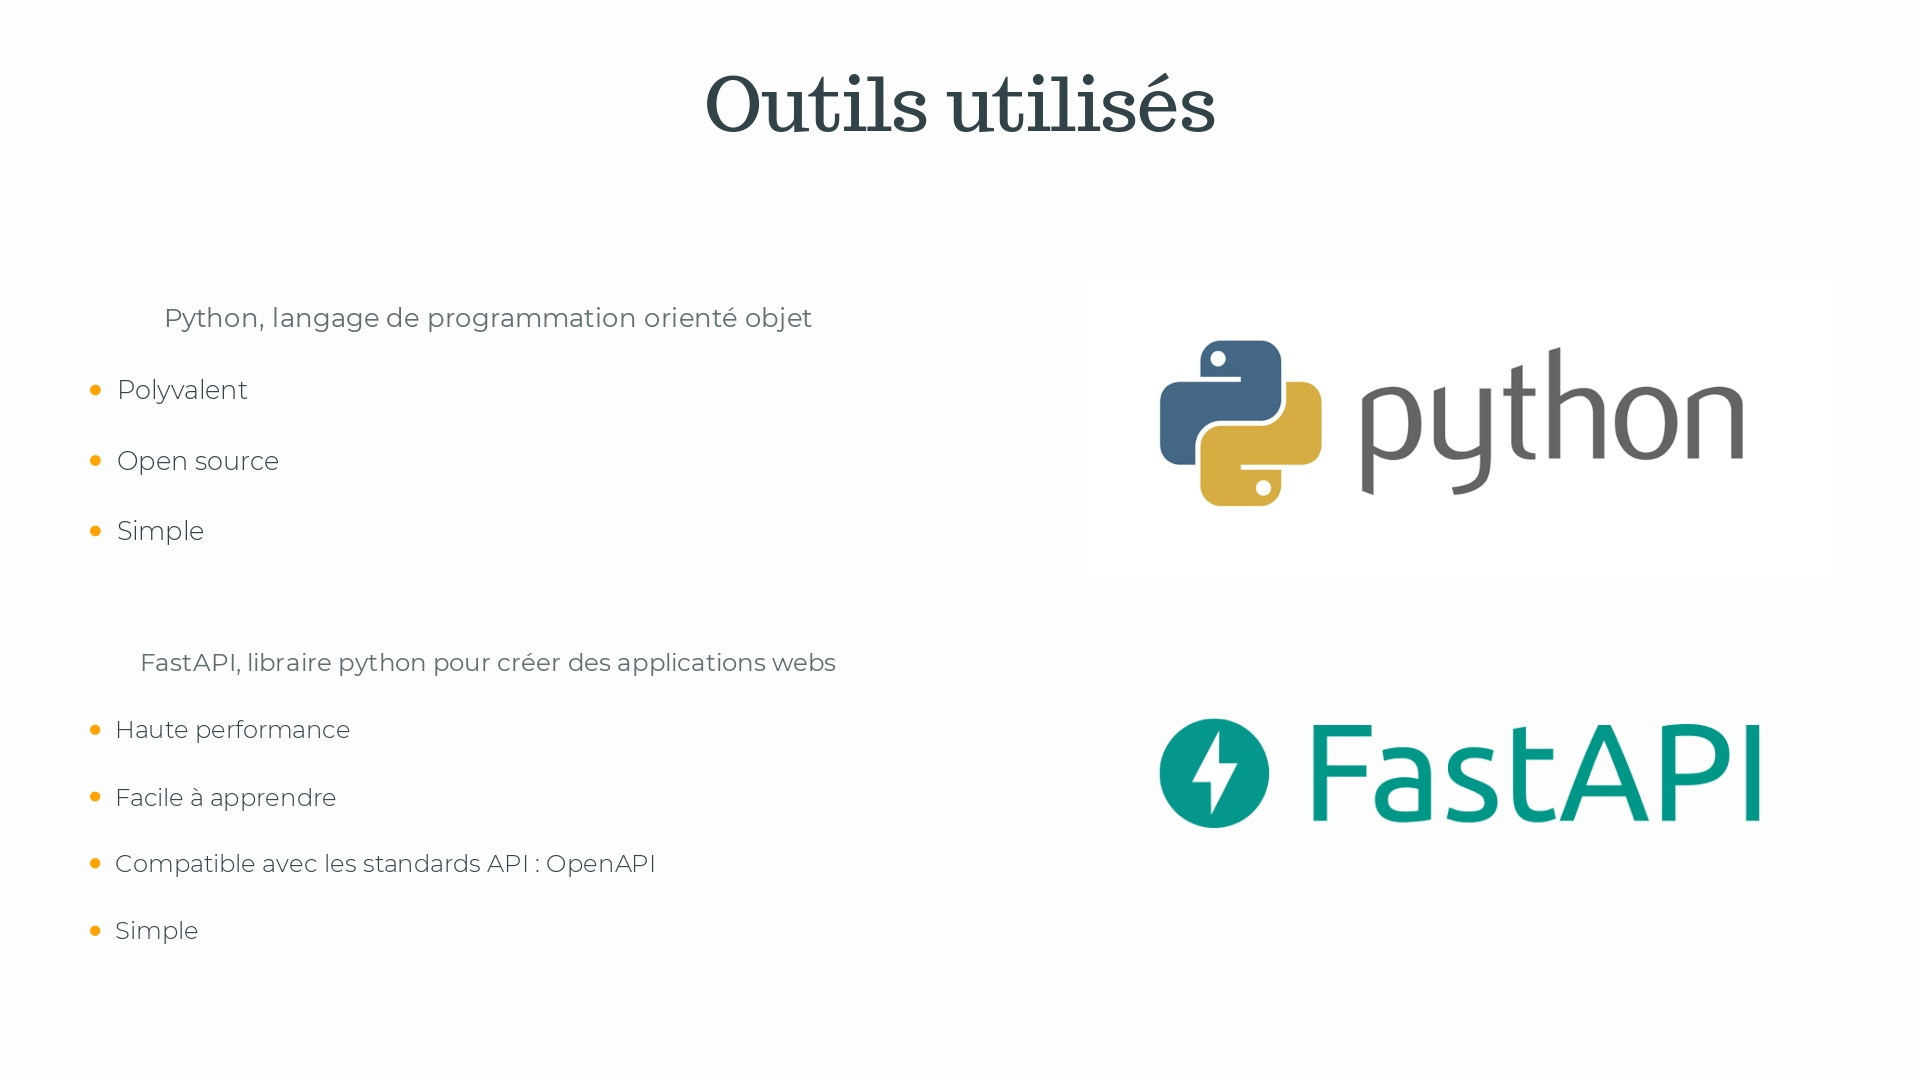 Outils utilisés
Python, langage de programmation orienté objet
Polyvalent
Open source
Simple
python
FastAPI, libraire python pour créer des applications webs
Haute performance
Facile à apprendre
Compatible avec les standards API : OpenAPI
Simple
FastAPI